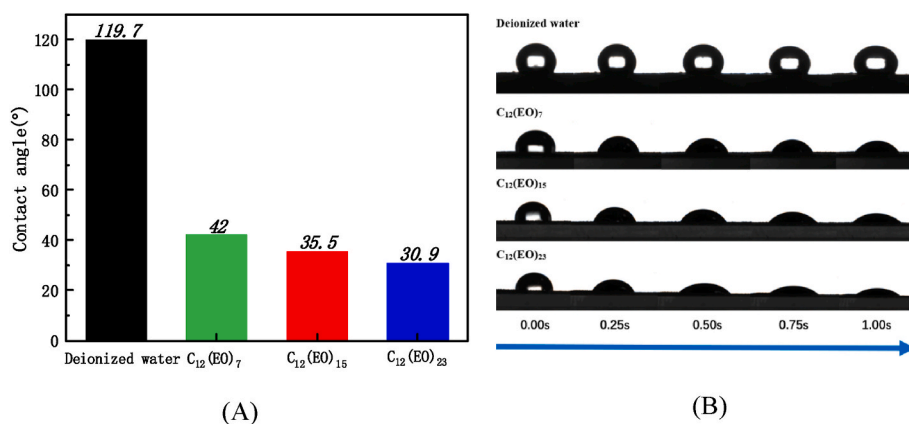 120
100
80
60
40
20
0
Contact angle(°)
119.7
42
35.5
30.9
Deionized water C₁₂(EO)₇ C₁₂(EO)₁₅ C₁₂(EO)₂₃
(A)
Deionized water
C₁₂(EO)₇
C₁₂(EO)₁₅
C₁₂(EO)₂₃
0.00s 0.25s 0.50s 0.75s 1.00s
(B)